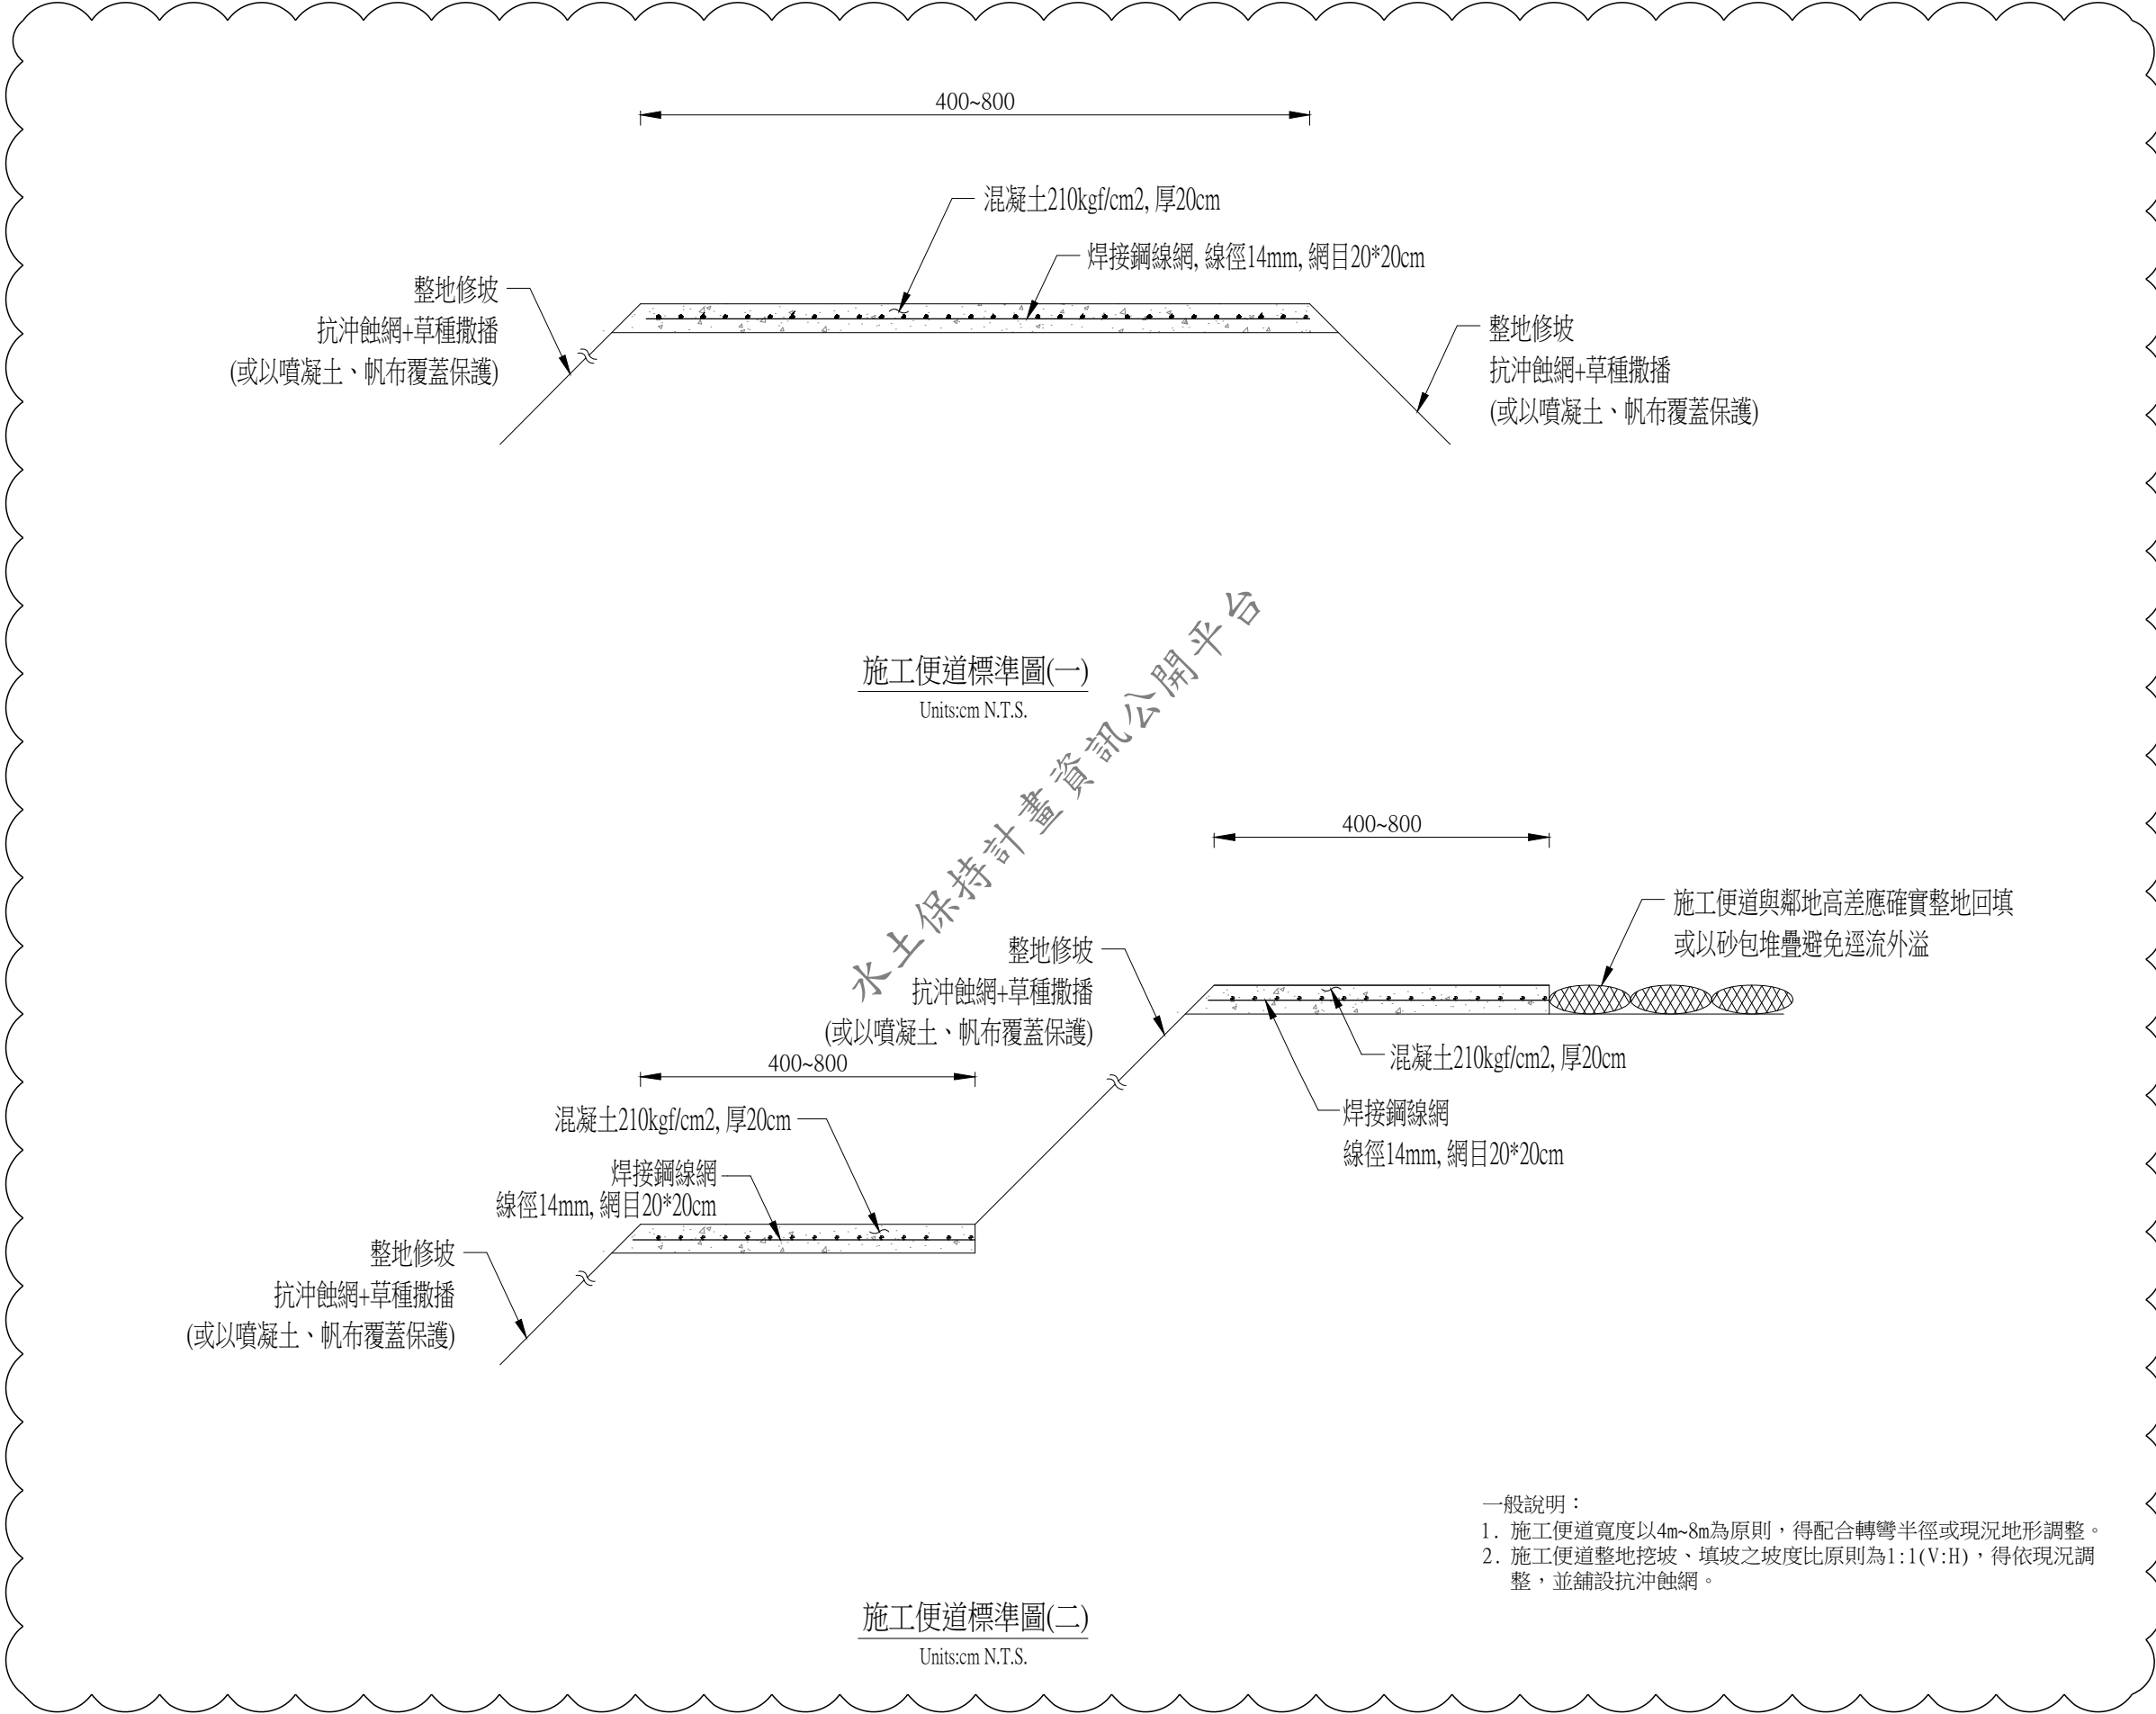 400~800
混凝土210kgf/cm2, 厚20cm
焊接鋼線網, 線徑14mm, 網目20*20cm
整地修坡
抗沖蝕網+草種撒播
(或以噴凝土、帆布覆蓋保護)
整地修坡
抗沖蝕網+草種撒播
(或以噴凝土、帆布覆蓋保護)
施工便道標準圖(一)
Units:cm N.T.S.
水土保持計畫資訊公開平台
400~800
施工便道與鄰地高差應確實整地回填
或以砂包堆疊避免逕流外溢
整地修坡
抗沖蝕網+草種撒播
(或以噴凝土、帆布覆蓋保護)
混凝土210kgf/cm2, 厚20cm
焊接鋼線網
線徑14mm, 網目20*20cm
400~800
混凝土210kgf/cm2, 厚20cm
焊接鋼線網
線徑14mm, 網目20*20cm
整地修坡
抗沖蝕網+草種撒播
(或以噴凝土、帆布覆蓋保護)
一般說明：
1. 施工便道寬度以4m~8m為原則，得配合轉彎半徑或現況地形調整。
2. 施工便道整地挖坡、填坡之坡度比原則為1:1(V:H)，得依現況調
整，並舖設抗沖蝕網。
施工便道標準圖(二)
Units:cm N.T.S.